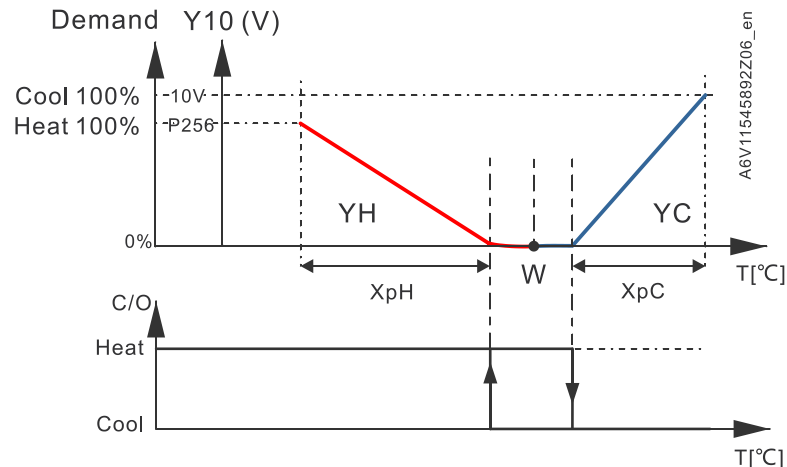 Demand Y10 (V)
Cool 100% 10V
Heat 100% P256
YH
YC
0%
W
T[℃]
XpH
XpC
C/O
Heat
Cool
T[℃]
A6V11545892Z06_en